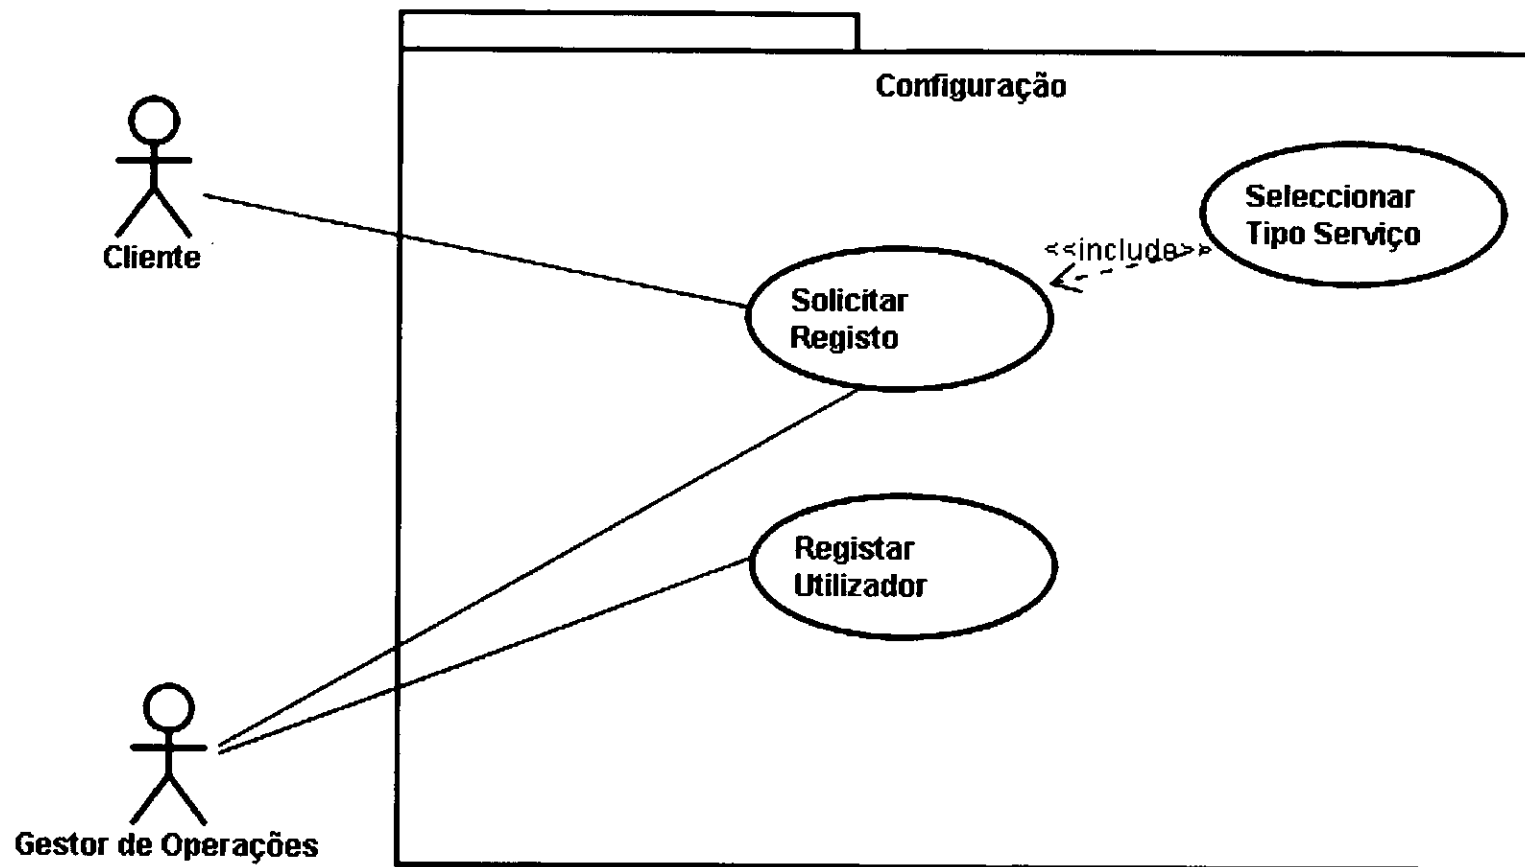 Configuração
Cliente
Seleccionar
Tipo Serviço
<<include>>
Solicitar
Registo
Registar
Utilizador
Gestor de Operações